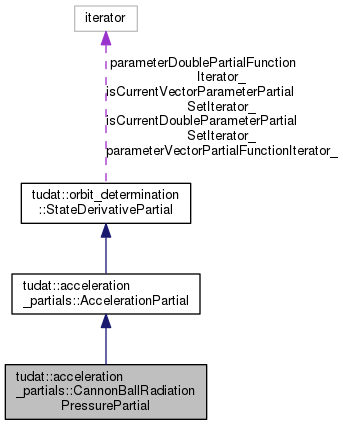 iterator
parameterDoublePartialFunction
Iterator_
isCurrentVectorParameterPartial
SetIterator_
isCurrentDoubleParameterPartial
SetIterator_
parameterVectorPartialFunctionIterator_
tudat::orbit_determination
::StateDerivativePartial
tudat::acceleration
_partials::AccelerationPartial
tudat::acceleration
_partials::CannonBallRadiation
PressurePartial